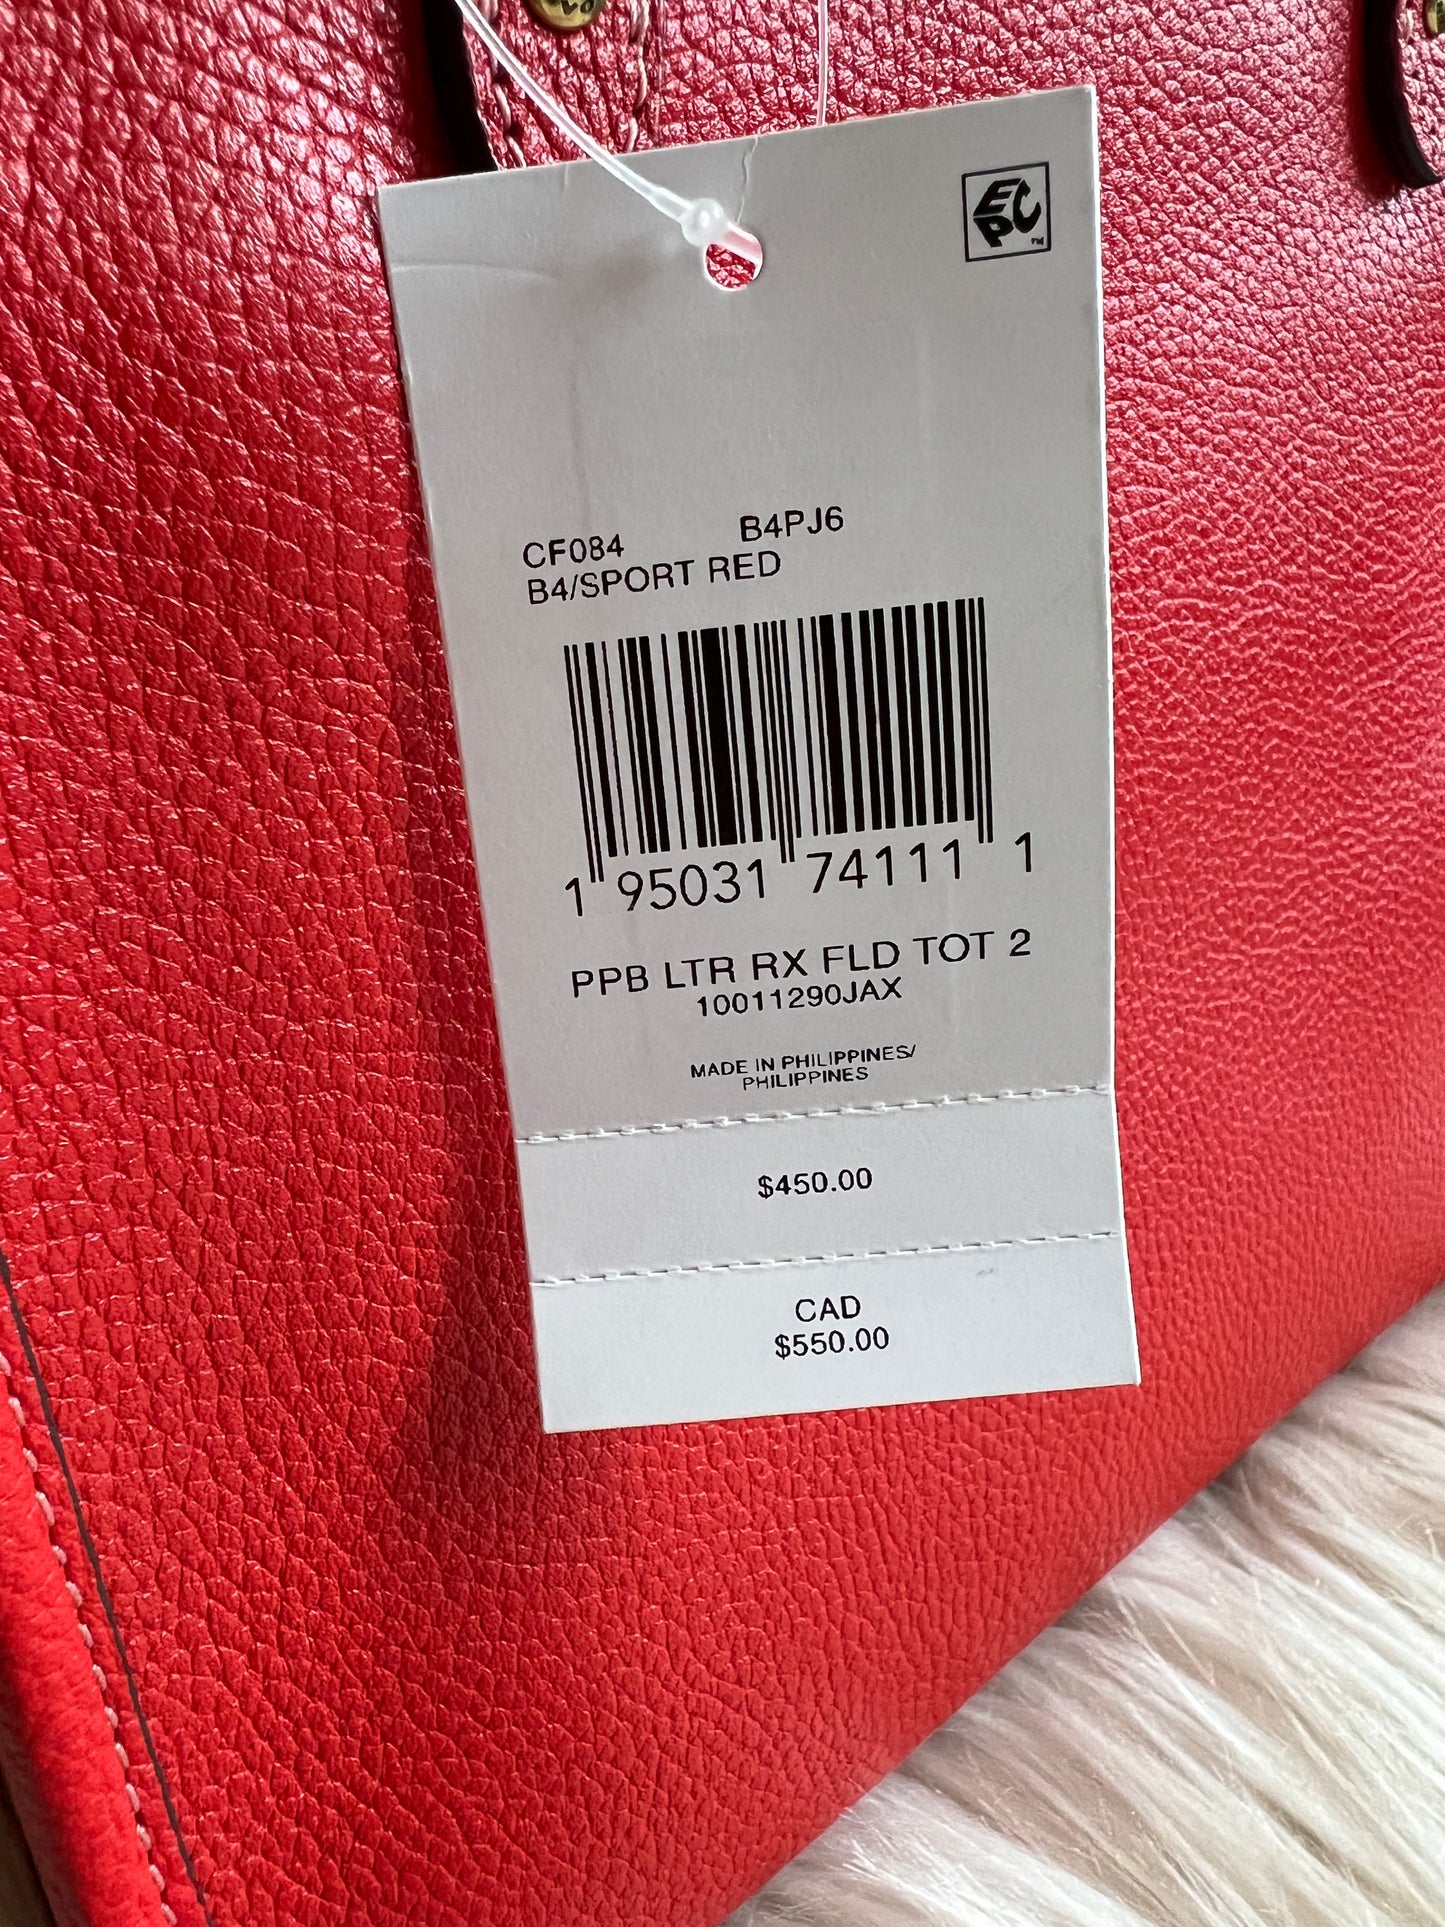 EPC
™
CF084 B4PJ6
B4/SPORT RED
1 95031 74111 1
PPB LTR RX FLD TOT 2
10011290JAX
MADE IN PHILIPPINES/
PHILIPPINES
$450.00
CAD
$550.00